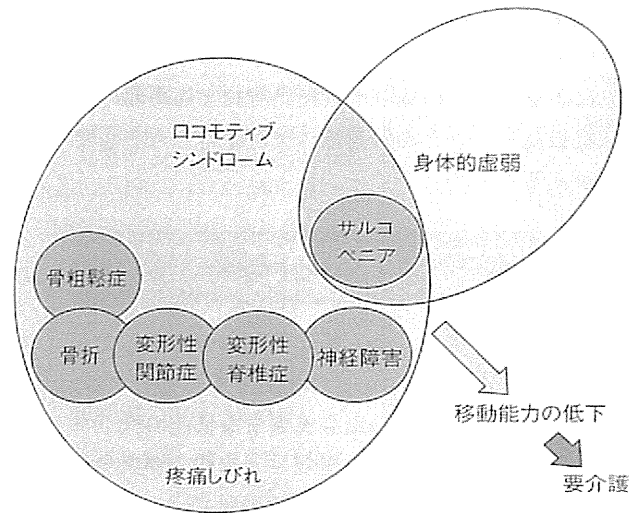 ロコモティブ
シンドローム
身体的虚弱
サルコ
ペニア
骨粗鬆症
骨折
変形性
関節症
変形性
脊椎症
神経障害
移動能力の低下
疼痛しびれ
要介護